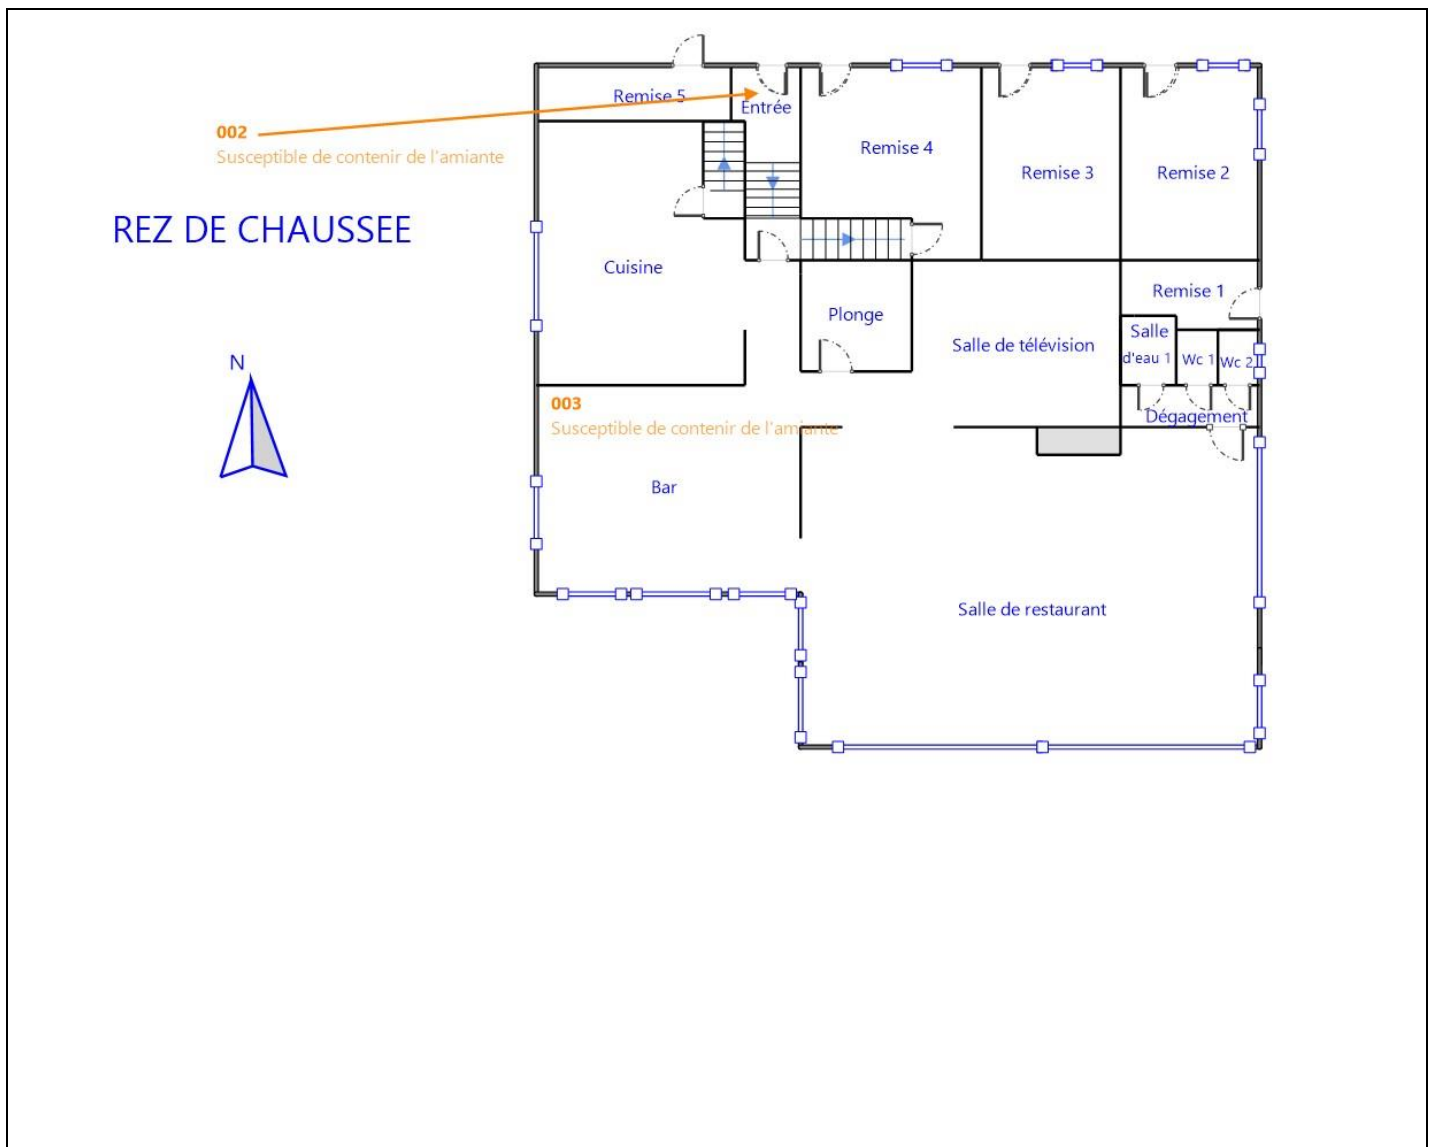 Remise 5
Entrée
002
Susceptible de contenir de l'amiante
Remise 4
Remise 3
Remise 2
REZ DE CHAUSSEE
Cuisine
Remise 1
Plonge
Salle de télévision
Salle
d'eau 1
Wc 1
Wc 2
N
003
Susceptible de contenir de l'amiante
Dégagement
Bar
Salle de restaurant